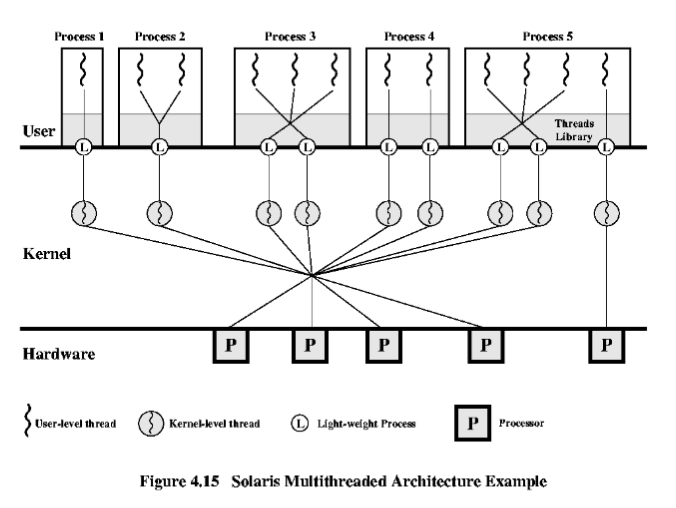 Process 1 Process 2 Process 3 Process 4 Process 5
Threads
Library
User
L L L L L L L L L
Kernel
P P P P P
Hardware
User-level thread Kernel-level thread L Light-weight Process P Processor
Figure 4.15 Solaris Multithreaded Architecture Example